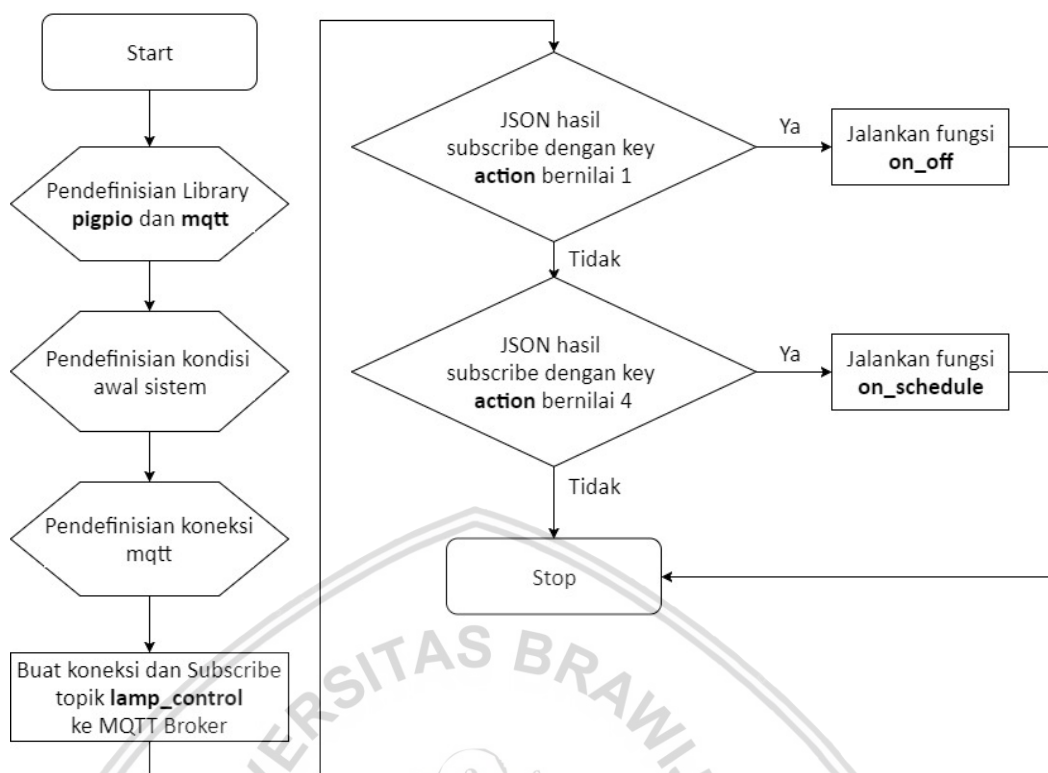 Start
Pendefinisian Library
pigpio dan mqtt
Pendefinisian kondisi
awal sistem
Pendefinisian koneksi
mqtt
Buat koneksi dan Subscribe
topik lamp_control
ke MQTT Broker
JSON hasil
subscribe dengan key
action bernilai 1
Ya
Jalankan fungsi
on_off
Tidak
JSON hasil
subscribe dengan key
action bernilai 4
Ya
Jalankan fungsi
on_schedule
Tidak
Stop
VERSITAS BRAWIJ